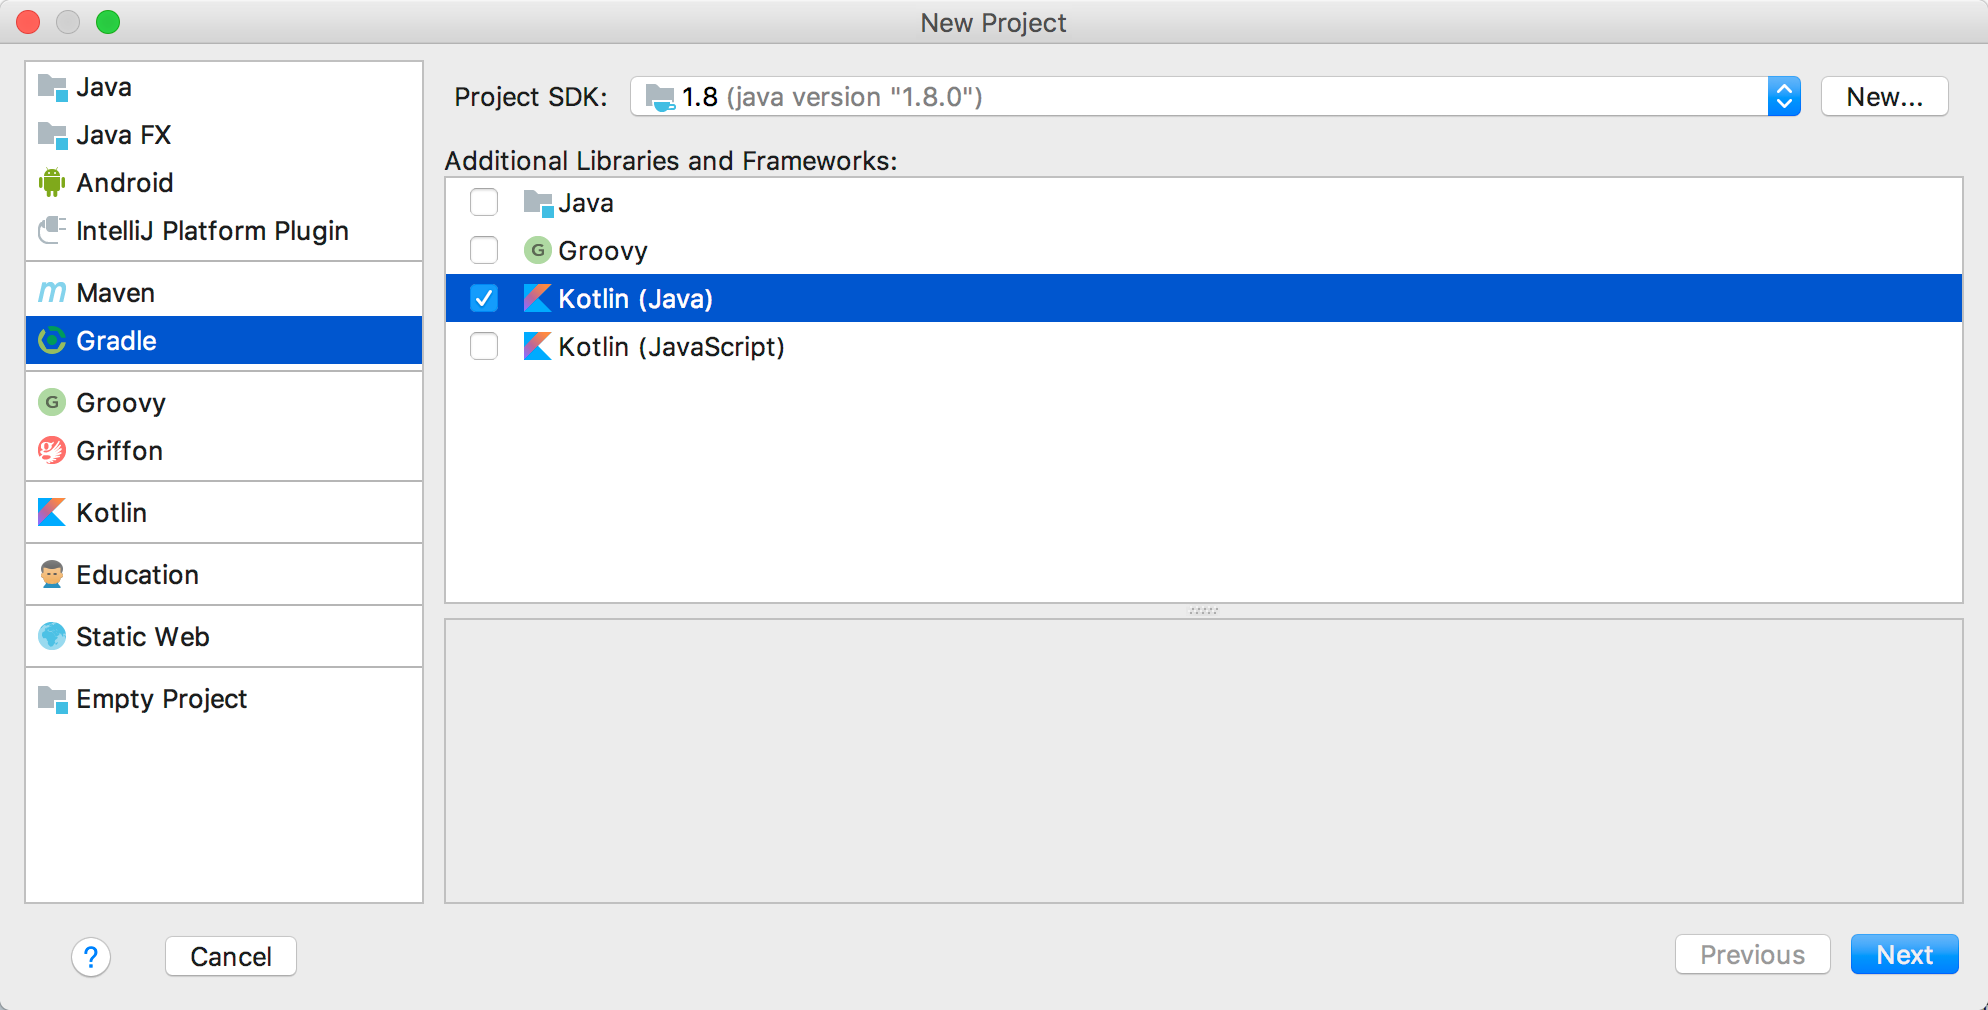 New Project
Java
Java FX
Android
IntelliJ Platform Plugin
Maven
Gradle
Groovy
Griffon
Kotlin
Education
Static Web
Empty Project
Project SDK: 1.8 (java version "1.8.0") New...
Additional Libraries and Frameworks:
Java
G Groovy
Kotlin (Java)
Kotlin (JavaScript)
? Cancel Previous Next